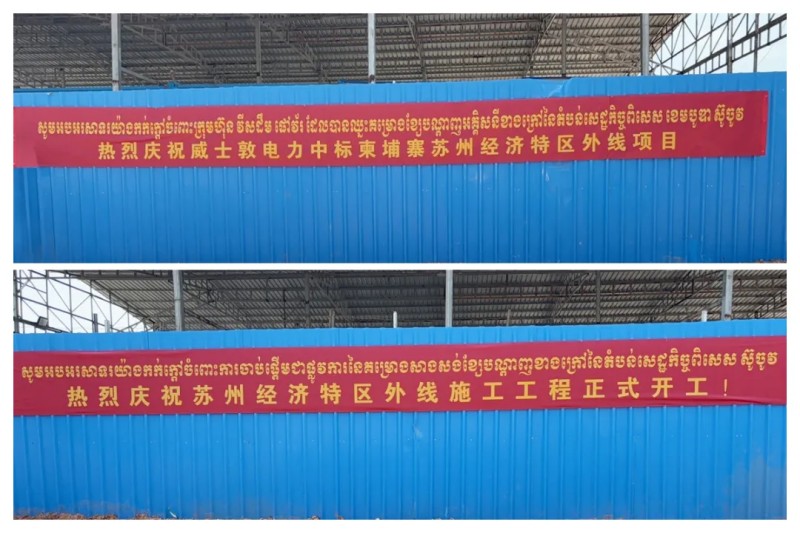 សូមអបអរសាទរយ៉ាងកក់ក្តៅចំពោះក្រុមហ៊ុន វីសដឹម ផៅវ័រ ដែលបានឈ្នះគម្រោងខ្សែបណ្តាញអគ្គិសនីខាងក្រៅនៃតំបន់សេដ្ឋកិច្ចពិសេស ខេមបូឌា ស៊ូចូវ
热烈庆祝威士敦电力中标柬埔寨苏州经济特区外线项目
សូមអបអរសាទរយ៉ាងកក់ក្តៅចំពោះការចាប់ផ្តើមជាផ្លូវការនៃគម្រោងសាងសង់ខ្សែបណ្តាញខាងក្រៅនៃតំបន់សេដ្ឋកិច្ចពិសេស ស៊ូចូវ
热烈庆祝苏州经济特区外线施工工程正式开工！